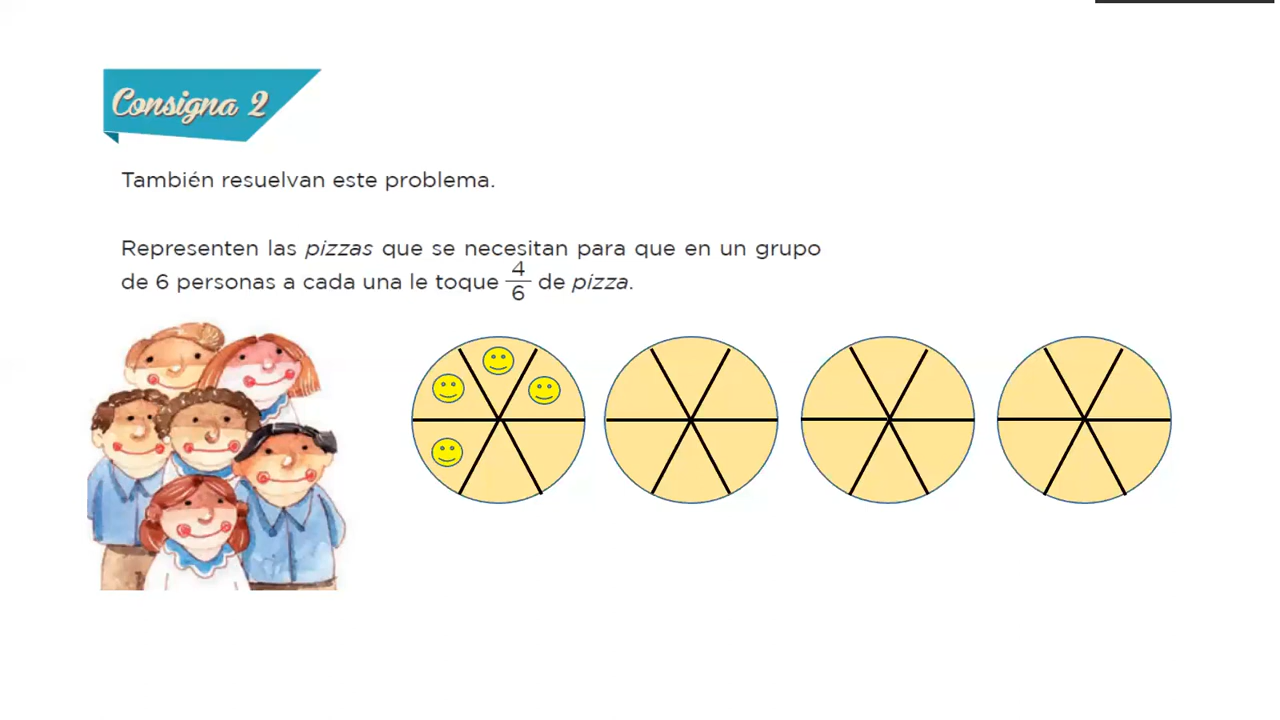 Consigna 2
También resuelvan este problema.
Representen las pizzas que se necesitan para que en un grupo
de 6 personas a cada una le toque 4/6 de pizza.